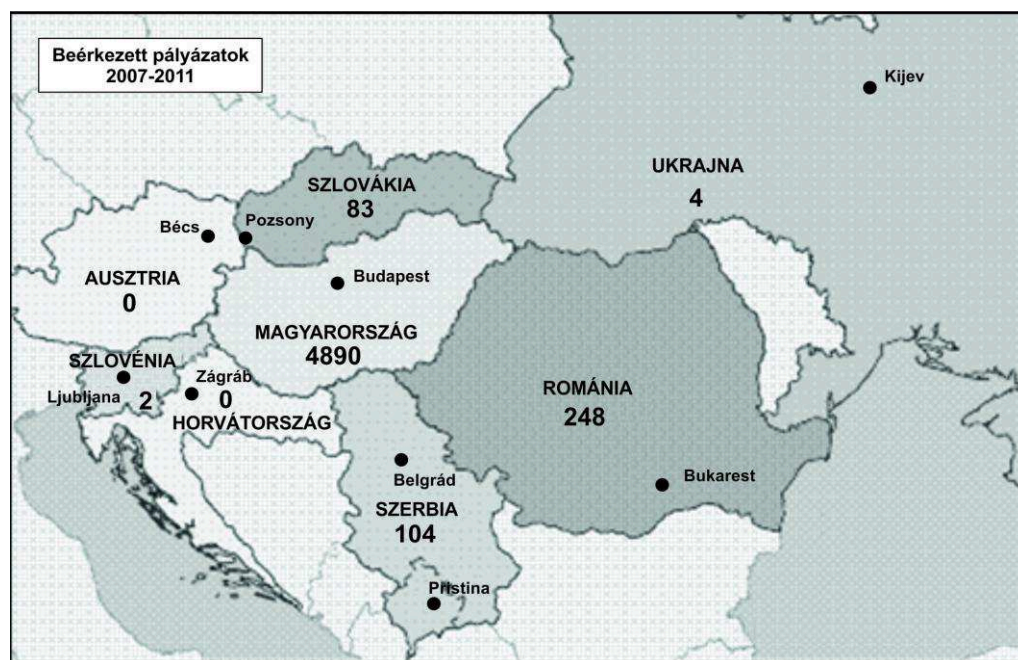 Beérkezett pályázatok
2007-2011
Kijev
UKRAJNA
4
SZLOVÁKIA
83
Bécs
Pozsony
AUSZTRIA
0
Budapest
MAGYARORSZÁG
4890
SZLOVÉNIA
Ljubljana 2
Zágráb
0
HORVÁTORSZÁG
ROMÁNIA
248
Bukarest
Belgrád
SZERBIA
104
Pristina